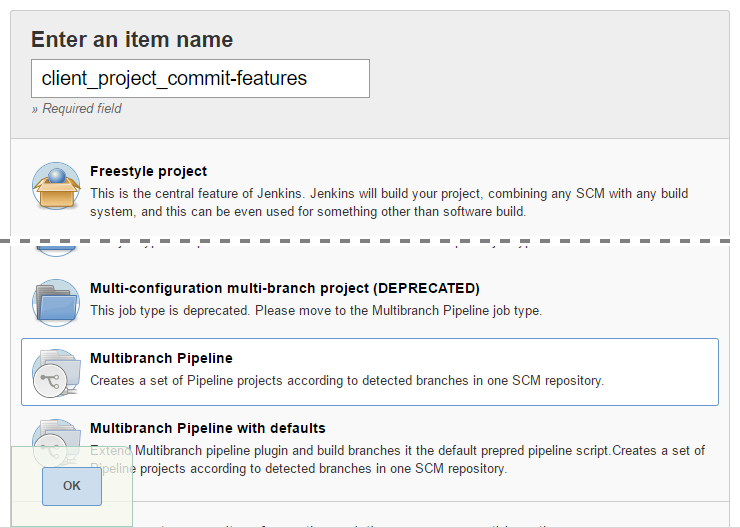 Enter an item name
client_project_commit-features
» Required field
Freestyle project
This is the central feature of Jenkins. Jenkins will build your project, combining any SCM with any build
system, and this can be even used for something other than software build.
Multi-configuration multi-branch project (DEPRECATED)
This job type is deprecated. Please move to the Multibranch Pipeline job type.
Multibranch Pipeline
Creates a set of Pipeline projects according to detected branches in one SCM repository.
Multibranch Pipeline with defaults
Extend Multibranch pipeline plugin and build branches it the default prepred pipeline script.Creates a set of
Pipeline projects according to detected branches in one SCM repository.
OK